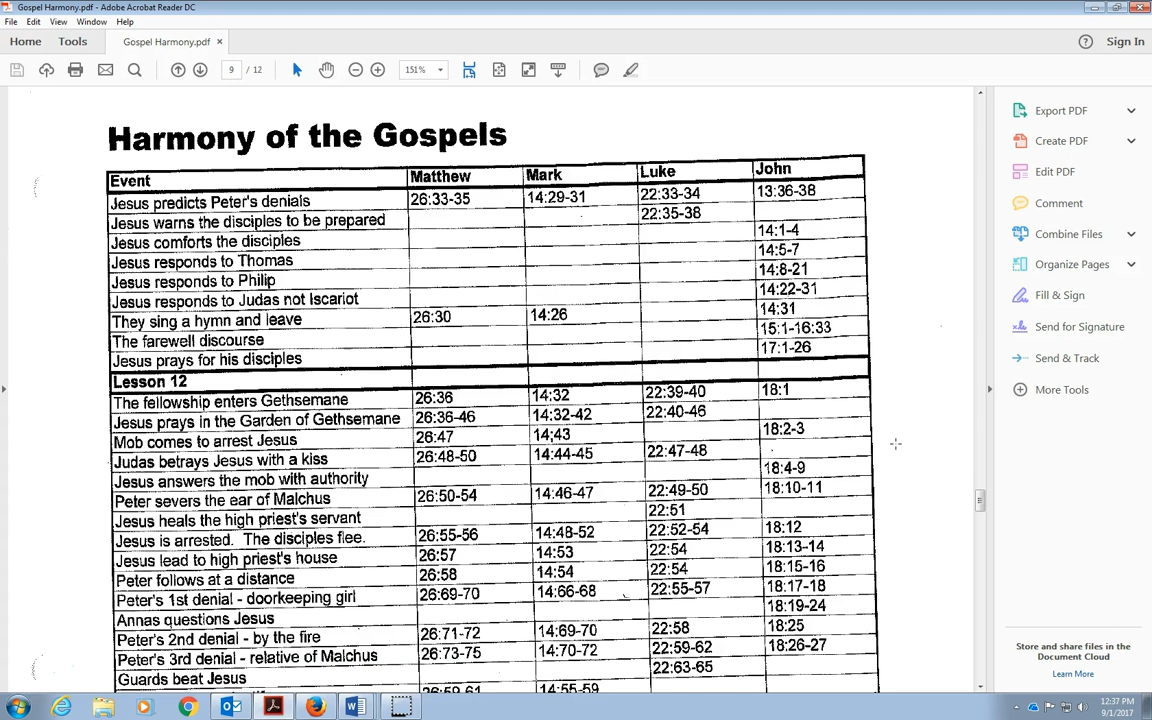 Gospel Harmony.pdf - Adobe Acrobat Reader DC
File Edit View Window Help
Home Tools Gospel Harmony.pdf × Sign In
9 / 12 151%
Harmony of the Gospels
Event Matthew Mark Luke John
Jesus predicts Peter's denials 26:33-35 14:29-31 22:33-34 13:36-38
Jesus warns the disciples to be prepared 22:35-38
Jesus comforts the disciples 14:1-4
Jesus responds to Thomas 14:5-7
Jesus responds to Philip 14:8-21
Jesus responds to Judas not Iscariot 14:22-31
They sing a hymn and leave 26:30 14:26 14:31
The farewell discourse 15:1-16:33
Jesus prays for his disciples 17:1-26
Lesson 12
The fellowship enters Gethsemane 26:36 14:32 22:39-40 18:1
Jesus prays in the Garden of Gethsemane 26:36-46 14:32-42 22:40-46
Mob comes to arrest Jesus 26:47 14;43 18:2-3
Judas betrays Jesus with a kiss 26:48-50 14:44-45 22:47-48
Jesus answers the mob with authority 18:4-9
Peter severs the ear of Malchus 26:50-54 14:46-47 22:49-50 18:10-11
Jesus heals the high priest's servant 22:51
Jesus is arrested. The disciples flee. 26:55-56 14:48-52 22:52-54 18:12
Jesus lead to high priest's house 26:57 14:53 22:54 18:13-14
Peter follows at a distance 26:58 14:54 22:54 18:15-16
Peter's 1st denial - doorkeeping girl 26:69-70 14:66-68 22:55-57 18:17-18
Annas questions Jesus 18:19-24
Peter's 2nd denial - by the fire 26:71-72 14:69-70 22:58 18:25
Peter's 3rd denial - relative of Malchus 26:73-75 14:70-72 22:59-62 18:26-27
Guards beat Jesus 22:63-65
26:59-61 14:55-59
Export PDF
Create PDF
Edit PDF
Comment
Combine Files
Organize Pages
Fill & Sign
Send for Signature
Send & Track
More Tools
Store and share files in the
Document Cloud
Learn More
12:37 PM
9/1/2017